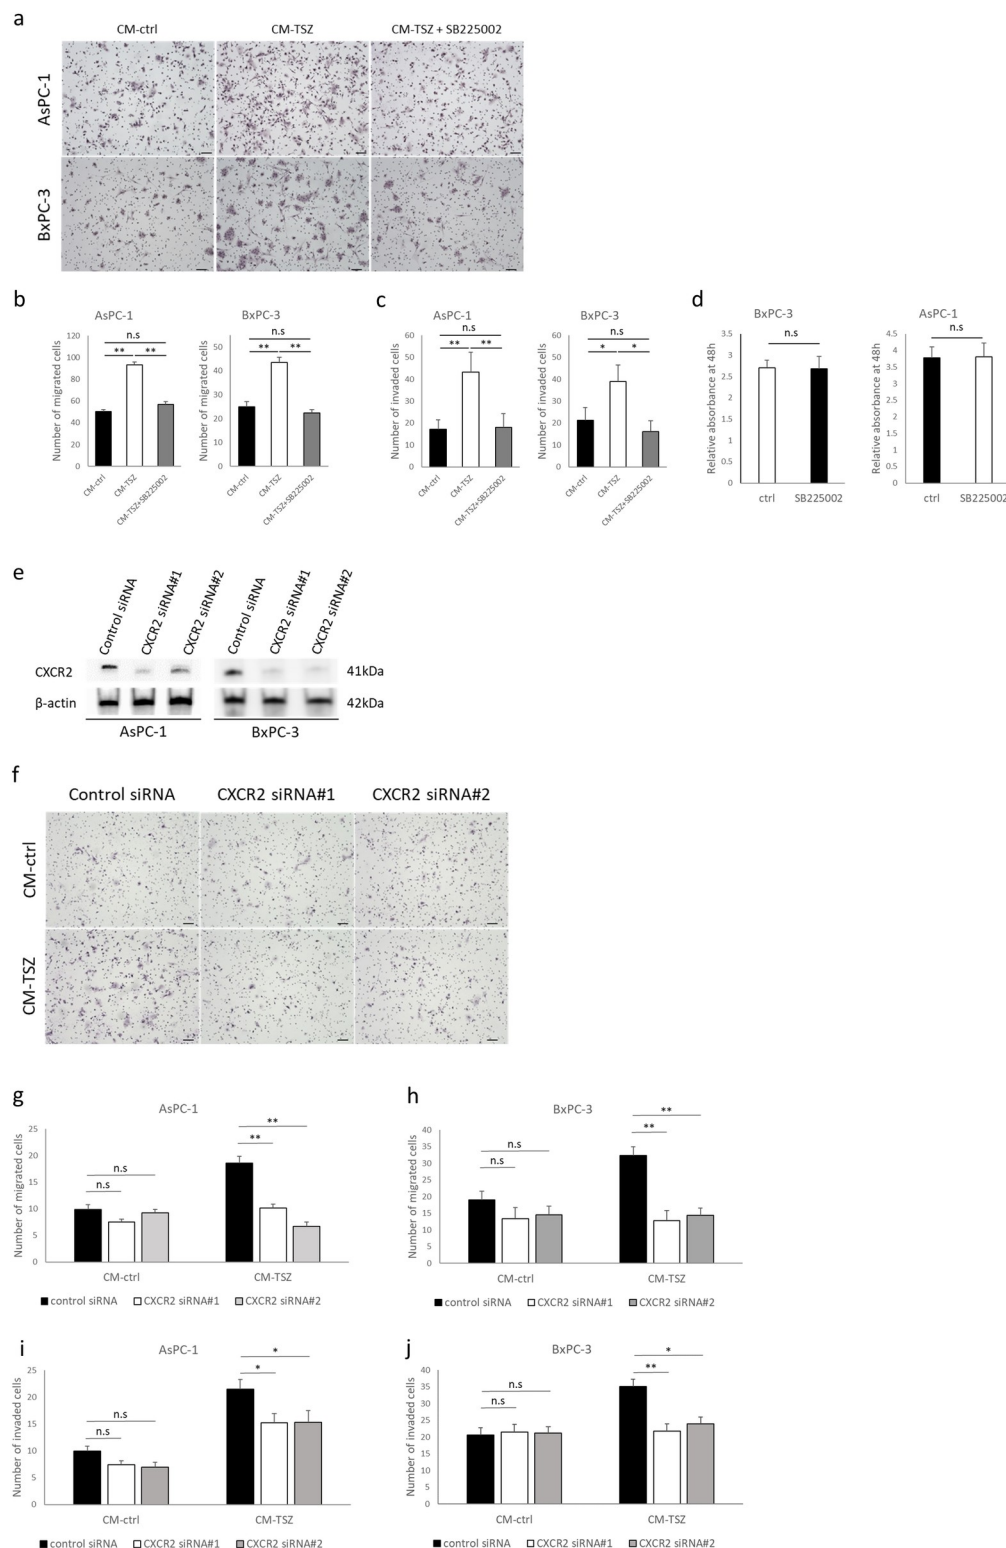 a
CM-ctrl CM-TSZ CM-TSZ + SB225002
AsPC-1
BxPC-3
b
AsPC-1
n.s
** **
Number of migrated cells
120
100
80
60
40
20
0
CM-ctrl CM-TSZ CM-TSZ+SB225002
BxPC-3
n.s
** **
Number of migrated cells
50
40
30
20
10
0
CM-ctrl CM-TSZ CM-TSZ+SB225002
c
AsPC-1
n.s
** **
Number of invaded cells
60
50
40
30
20
10
0
CM-ctrl CM-TSZ CM-TSZ+SB225002
BxPC-3
n.s
* *
Number of invaded cells
60
50
40
30
20
10
0
CM-ctrl CM-TSZ CM-TSZ+SB225002
d
BxPC-3
n.s
Relative absorbance at 48h
3.5
3
2.5
2
1.5
1
0.5
0
ctrl SB225002
AsPC-1
n.s
Relative absorbance at 48h
4.5
4
3.5
3
2.5
2
1.5
1
0.5
0
ctrl SB225002
e
Control siRNA CXCR2 siRNA#1 CXCR2 siRNA#2 Control siRNA CXCR2 siRNA#1 CXCR2 siRNA#2
CXCR2 41kDa
β-actin 42kDa
AsPC-1 BxPC-3
f
Control siRNA CXCR2 siRNA#1 CXCR2 siRNA#2
CM-ctrl
CM-TSZ
g
AsPC-1
Number of migrated cells
25
20
15
10
5
0
n.s
n.s
**
**
CM-ctrl CM-TSZ
control siRNA CXCR2 siRNA#1 CXCR2 siRNA#2
h
BxPC-3
Number of migrated cells
40
35
30
25
20
15
10
5
0
n.s
n.s
**
**
CM-ctrl CM-TSZ
control siRNA CXCR2 siRNA#1 CXCR2 siRNA#2
i
AsPC-1
Number of invaded cells
25
20
15
10
5
0
n.s
n.s
*
*
CM-ctrl CM-TSZ
control siRNA CXCR2 siRNA#1 CXCR2 siRNA#2
j
BxPC-3
Number of invaded cells
40
35
30
25
20
15
10
5
0
n.s
n.s
*
**
CM-ctrl CM-TSZ
control siRNA CXCR2 siRNA#1 CXCR2 siRNA#2